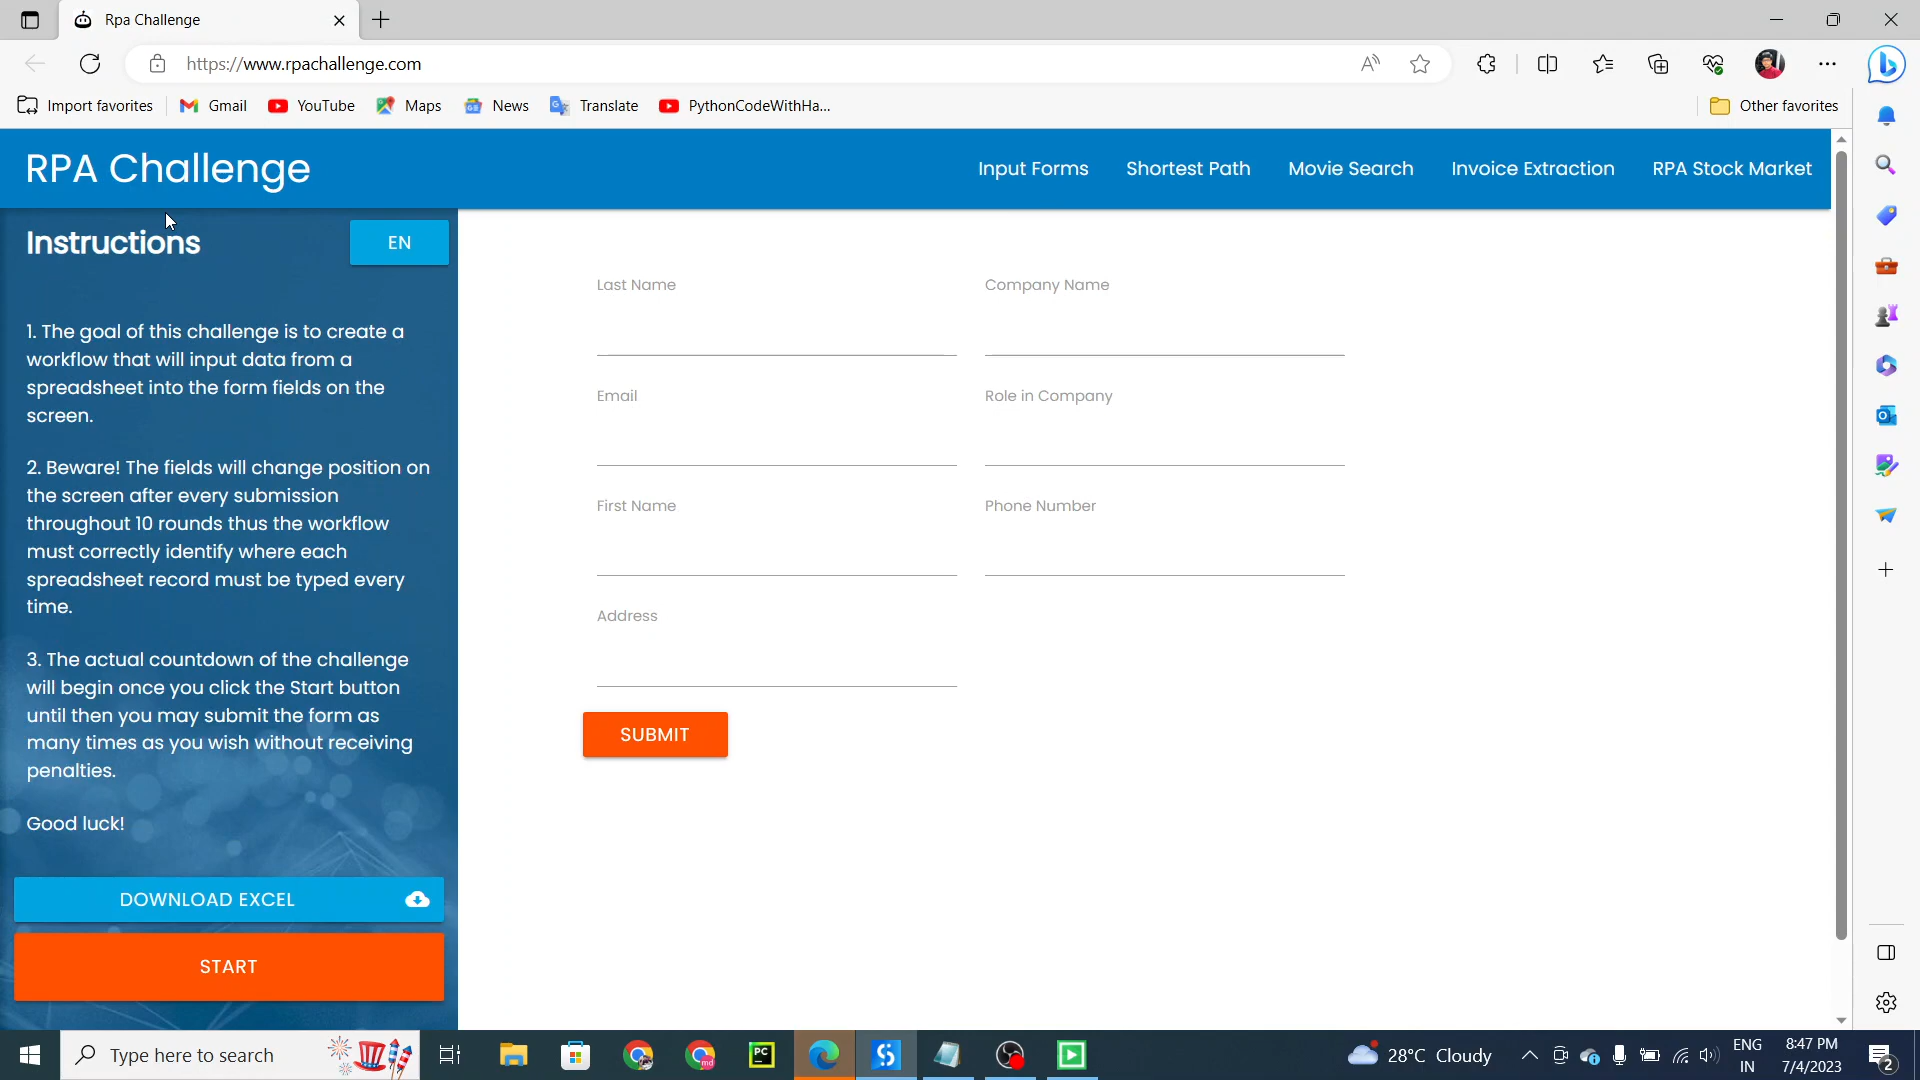 Rpa Challenge
https://www.rpachallenge.com
Import favorites
Gmail
YouTube
Maps
News
Translate
PythonCodeWithHa...
Other favorites
RPA Challenge
Input Forms
Shortest Path
Movie Search
Invoice Extraction
RPA Stock Market
Instructions
EN
1. The goal of this challenge is to create a
workflow that will input data from a
spreadsheet into the form fields on the
screen.
2. Beware! The fields will change position on
the screen after every submission
throughout 10 rounds thus the workflow
must correctly identify where each
spreadsheet record must be typed every
time.
3. The actual countdown of the challenge
will begin once you click the Start button
until then you may submit the form as
many times as you wish without receiving
penalties.
Good luck!
DOWNLOAD EXCEL
START
Last Name
Company Name
Email
Role in Company
First Name
Phone Number
Address
SUBMIT
Type here to search
PC
28°C Cloudy
ENG
IN
8:47 PM
7/4/2023
2